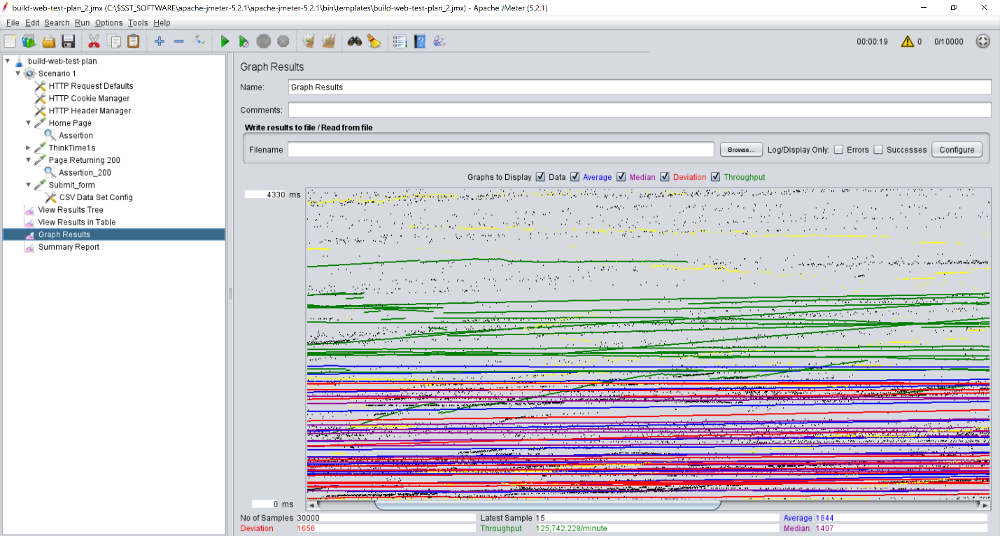 build-web-test-plan_2.jmx (C:\$SST_SOFTWARE\apache-jmeter-5.2.1\apache-jmeter-5.2.1\bin\templates\build-web-test-plan_2.jmx) - Apache JMeter (5.2.1)
File Edit Search Run Options Tools Help
00:00:19 0 0/10000
build-web-test-plan
Scenario 1
HTTP Request Defaults
HTTP Cookie Manager
HTTP Header Manager
Home Page
Assertion
ThinkTime1s
Page Returning 200
Assertion_200
Submit_form
CSV Data Set Config
View Results Tree
View Results in Table
Graph Results
Summary Report
Graph Results
Name: Graph Results
Comments:
Write results to file / Read from file
Filename Browse... Log/Display Only: Errors Successes Configure
Graphs to Display Data Average Median Deviation Throughput
4330 ms
0 ms
No of Samples 30000 Latest Sample 15 Average 1844
Deviation 1656 Throughput 125,742.228/minute Median 1407